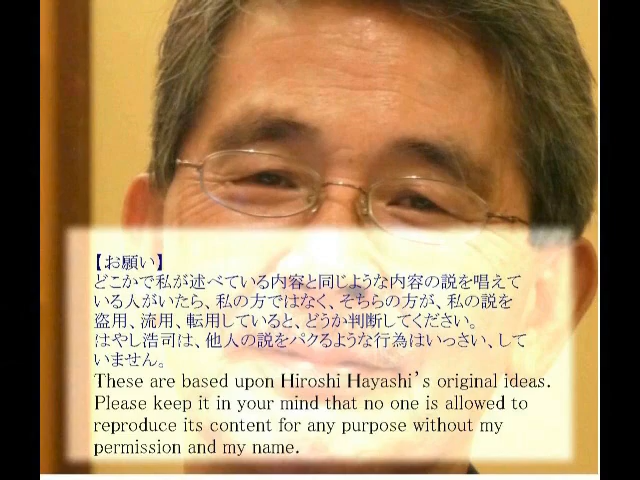 【お願い】
どこかで私が述べている内容と同じような内容の説を唱えて
いる人がいたら、私の方ではなく、そちらの方が、私の説を
盗用、流用、転用していると、どうか判断してください。
はやし浩司は、他人の説をパクるような行為はいっさい、して
いません。
These are based upon Hiroshi Hayashi's original ideas.
Please keep it in your mind that no one is allowed to
reproduce its content for any purpose without my
permission and my name.